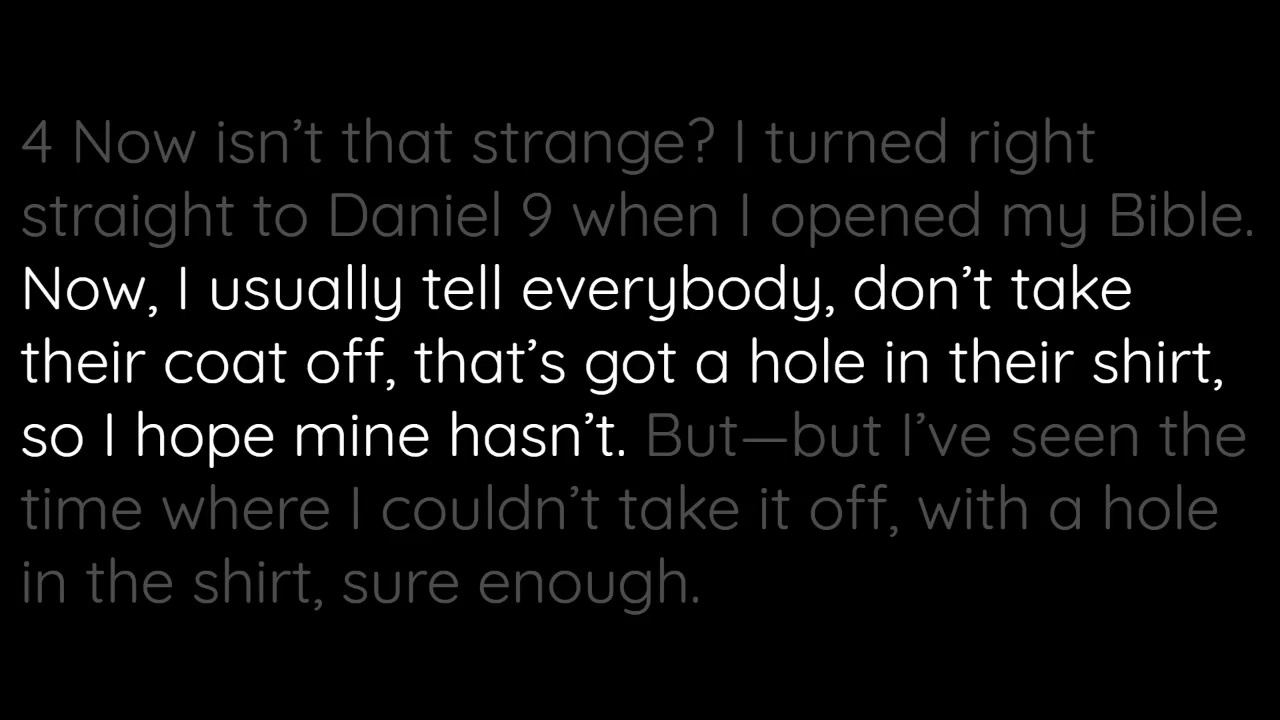 4 Now isn’t that strange? I turned right
straight to Daniel 9 when I opened my Bible.
Now, I usually tell everybody, don’t take
their coat off, that’s got a hole in their shirt,
so I hope mine hasn’t. But—but I’ve seen the
time where I couldn’t take it off, with a hole
in the shirt, sure enough.